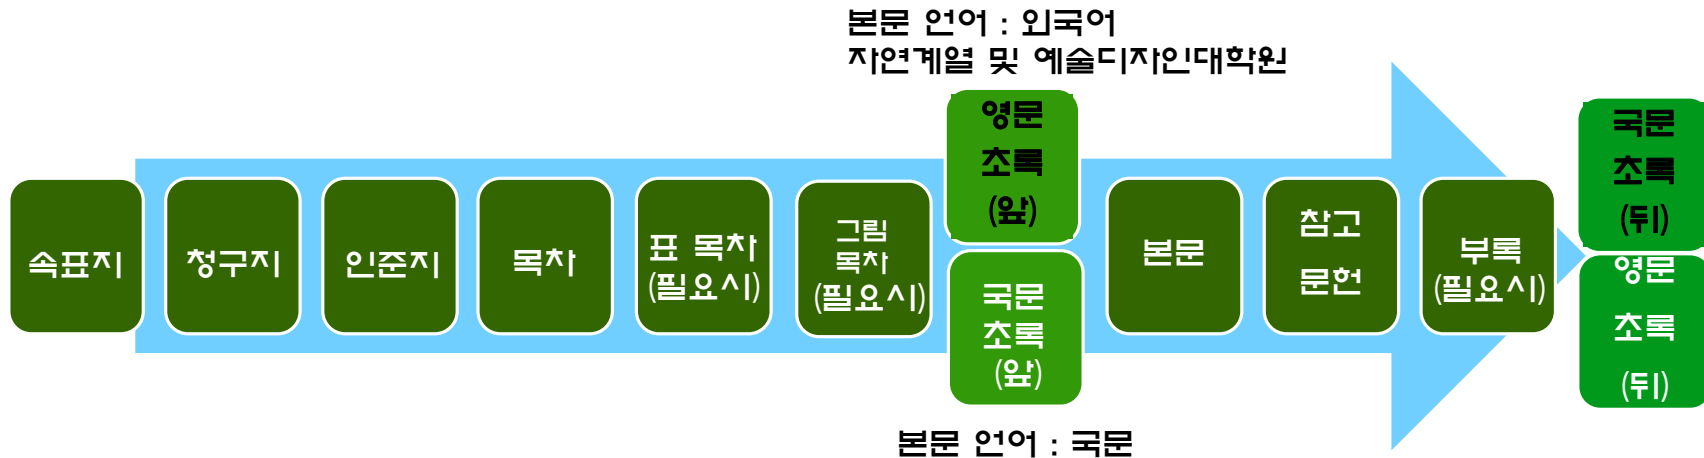 본문 언어 : 외국어
자연계열 및 예술디자인대학원
속표지
청구지
인준지
목차
표 목차
(필요시)
그림
목차
(필요시)
영문
초록
(앞)
국문
초록
(앞)
본문
참고
문헌
부록
(필요시)
국문
초록
(뒤)
영문
초록
(뒤)
본문 언어 : 국문